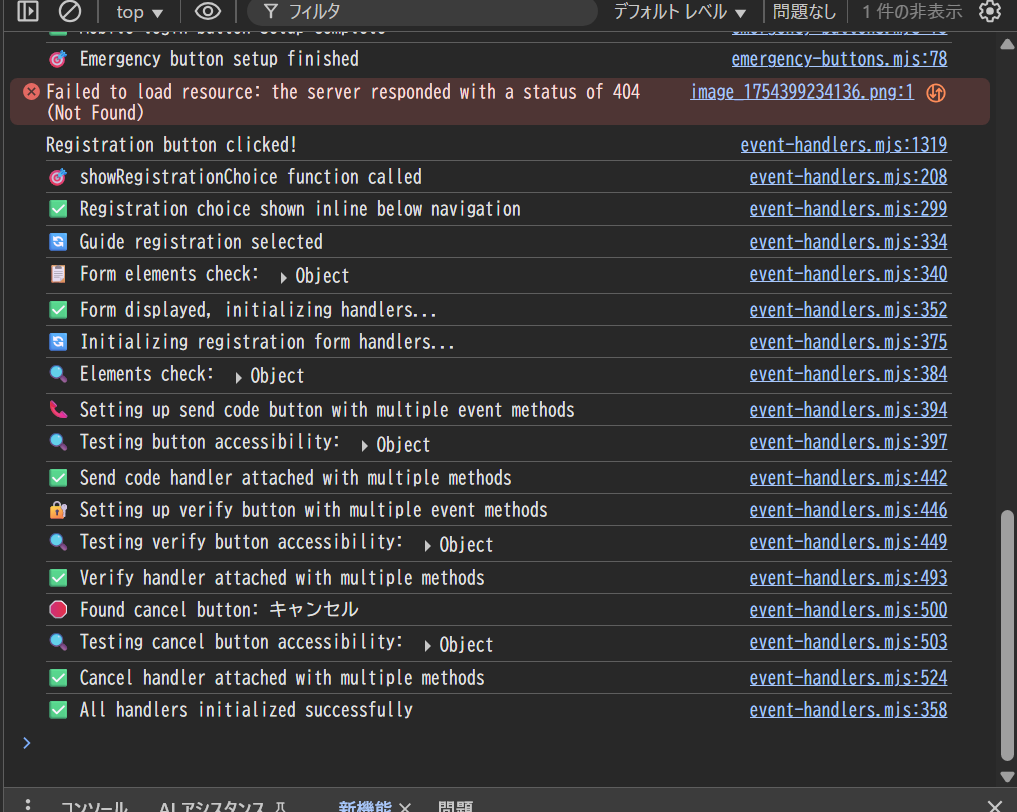 top ▼ フィルタ デフォルト レベル ▼ 問題なし 1 件の非表示
Mobile login button setup complete
🎯 Emergency button setup finished emergency-buttons.mjs:78
Failed to load resource: the server responded with a status of 404 image_1754399234136.png:1
(Not Found)
Registration button clicked! event-handlers.mjs:1319
🎯 showRegistrationChoice function called event-handlers.mjs:208
✅ Registration choice shown inline below navigation event-handlers.mjs:299
🔄 Guide registration selected event-handlers.mjs:334
📋 Form elements check: ▶ Object event-handlers.mjs:340
✅ Form displayed, initializing handlers... event-handlers.mjs:352
🔄 Initializing registration form handlers... event-handlers.mjs:375
🔍 Elements check: ▶ Object event-handlers.mjs:384
📞 Setting up send code button with multiple event methods event-handlers.mjs:394
🔍 Testing button accessibility: ▶ Object event-handlers.mjs:397
✅ Send code handler attached with multiple methods event-handlers.mjs:442
🔐 Setting up verify button with multiple event methods event-handlers.mjs:446
🔍 Testing verify button accessibility: ▶ Object event-handlers.mjs:449
✅ Verify handler attached with multiple methods event-handlers.mjs:493
🛑 Found cancel button: キャンセル event-handlers.mjs:500
🔍 Testing cancel button accessibility: ▶ Object event-handlers.mjs:503
✅ Cancel handler attached with multiple methods event-handlers.mjs:524
✅ All handlers initialized successfully event-handlers.mjs:358
コンソール AI アシスタンス 新機能 × 問題